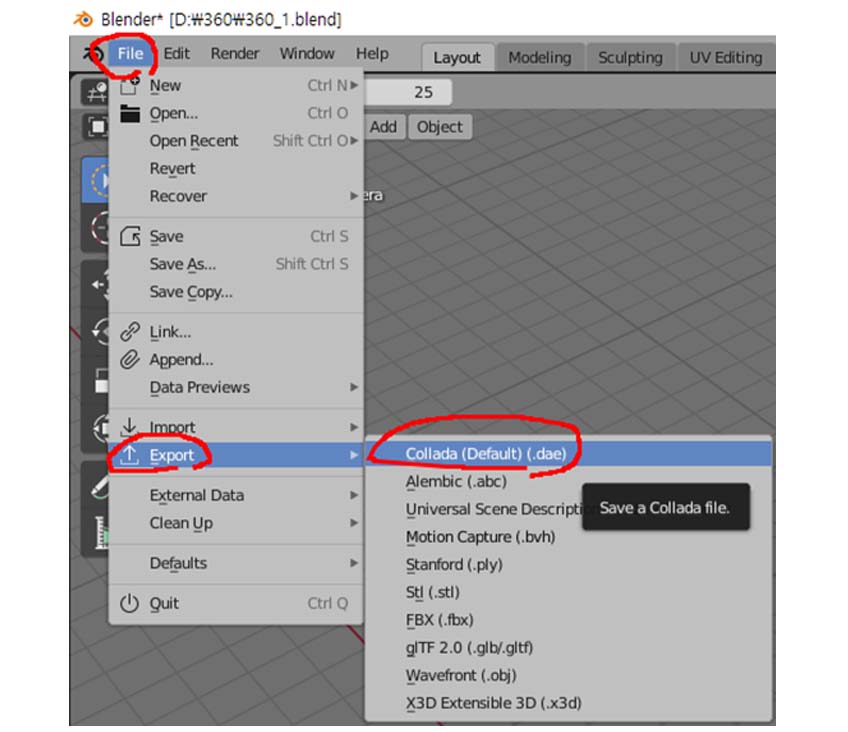 Blender* [D:₩360₩360_1.blend]
File Edit Render Window Help Layout Modeling Sculpting UV Editing
New Ctrl N
25
Open... Ctrl O
Add Object
Open Recent Shift Ctrl O
Revert
Recover
era
Save Ctrl S
Save As... Shift Ctrl S
Save Copy...
Link...
Append...
Data Previews
Import
Export
Collada (Default) (.dae)
Alembic (.abc)
Universal Scene Descripti
Save a Collada file.
Motion Capture (.bvh)
Stanford (.ply)
Stl (.stl)
FBX (.fbx)
glTF 2.0 (.glb/.gltf)
Wavefront (.obj)
X3D Extensible 3D (.x3d)
External Data
Clean Up
Defaults
Quit Ctrl Q